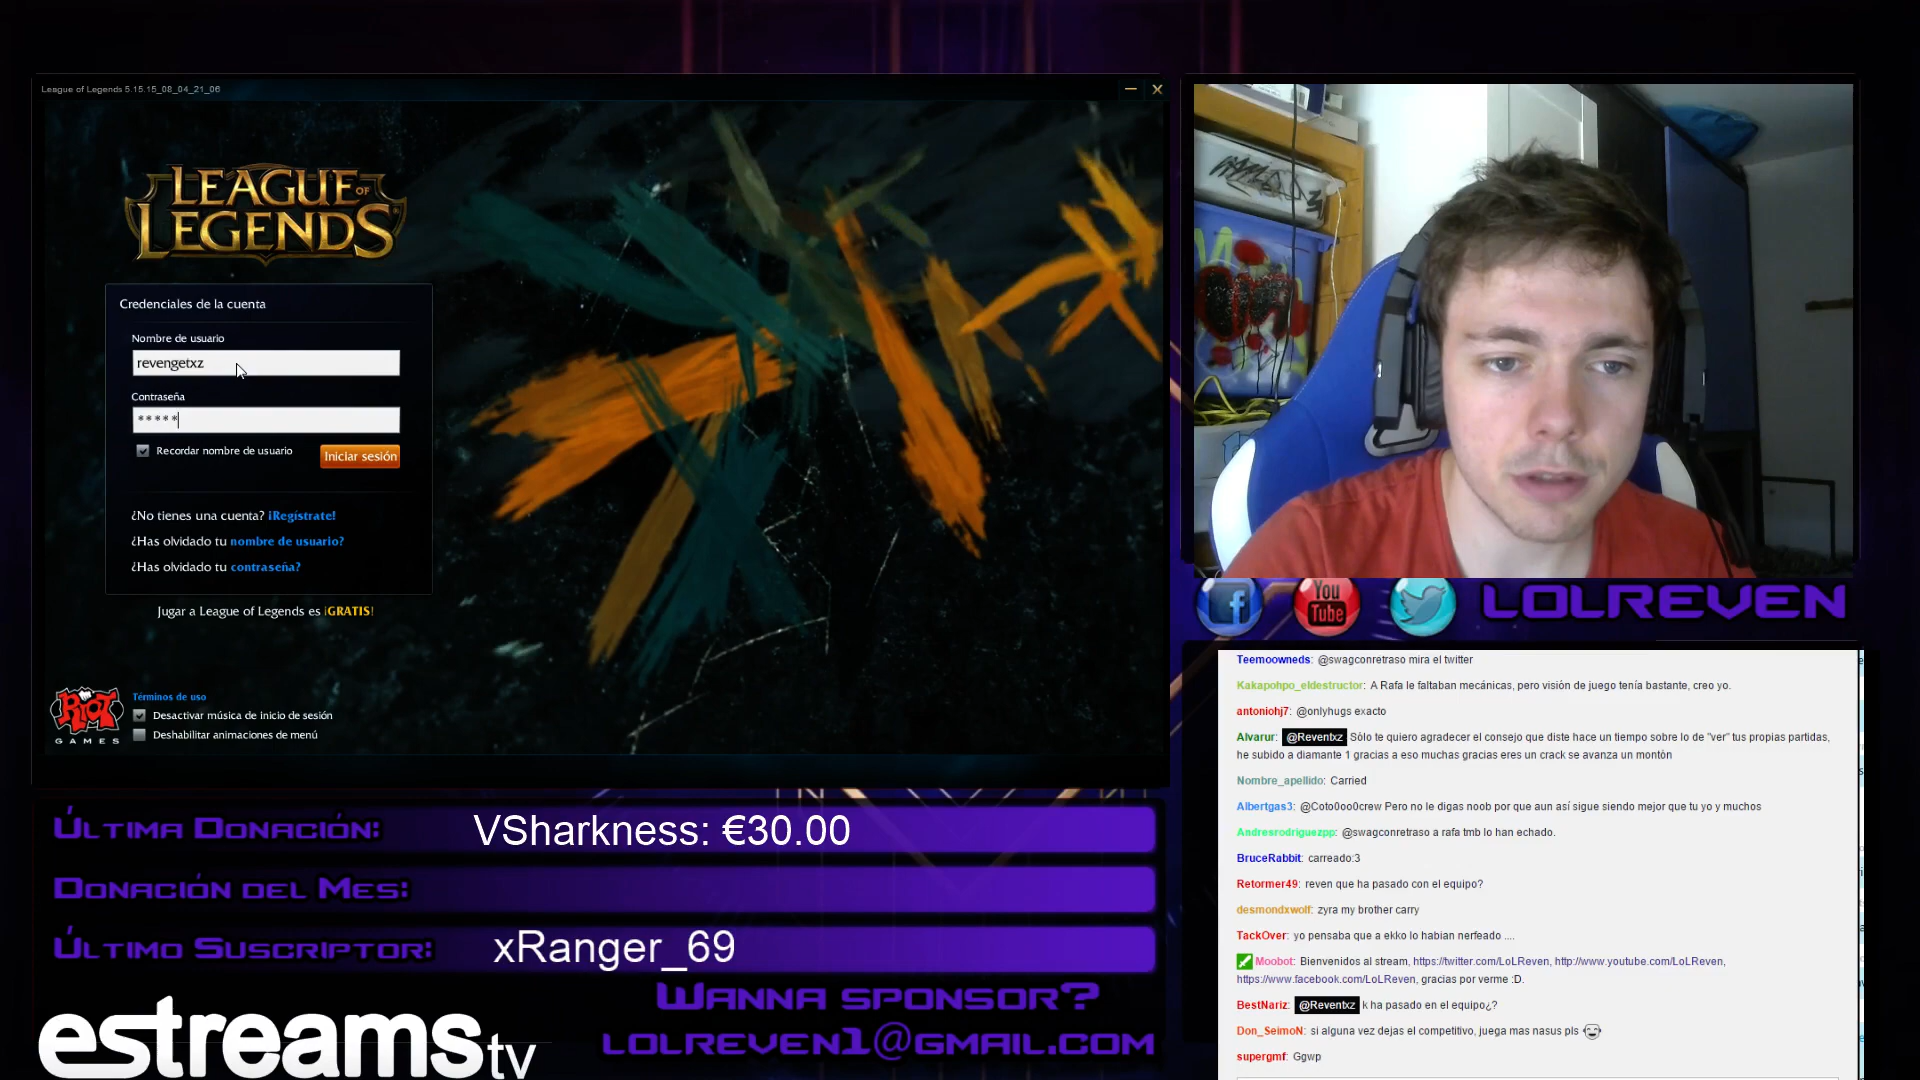 League of Legends 5.15.15_08_04_21_06
LEAGUE OF
LEGENDS
Credenciales de la cuenta
Nombre de usuario
revengetxz
Contraseña
*****
Recordar nombre de usuario
Iniciar sesión
¿No tienes una cuenta? ¡Regístrate!
¿Has olvidado tu nombre de usuario?
¿Has olvidado tu contraseña?
Jugar a League of Legends es ¡GRATIS!
RIOT
GAMES
Términos de uso
Desactivar música de inicio de sesión
Deshabilitar animaciones de menú
You
Tube
LOLREVEN
Teemoowneds: @swagconretraso mira el twitter
Kakapohpo_eldestructor: A Rafa le faltaban mecánicas, pero visión de juego tenía bastante, creo yo.
antoniohj7: @onlyhugs exacto
Alvarur: @Reventxz Sólo te quiero agradecer el consejo que diste hace un tiempo sobre lo de "ver" tus propias partidas,
he subido a diamante 1 gracias a eso muchas gracias eres un crack se avanza un montón
Nombre_apellido: Carried
Albertgas3: @Coto0oo0crew Pero no le digas noob por que aun así sigue siendo mejor que tu yo y muchos
Andresrodriguezpp: @swagconretraso a rafa tmb lo han echado.
BruceRabbit: carreado:3
Retormer49: reven que ha pasado con el equipo?
desmondxwolf: zyra my brother carry
TackOver: yo pensaba que a ekko lo habian nerfeado ....
Moobot: Bienvenidos al stream, https://twitter.com/LoLReven, http://www.youtube.com/LoLReven,
https://www.facebook.com/LoLReven, gracias por verme :D.
BestNariz: @Reventxz k ha pasado en el equipo¿?
Don_SeimoN: si alguna vez dejas el competitivo, juega mas nasus pls
supergmf: Ggwp
Última Donación: VSharkness: €30.00
Donación del Mes:
Último Suscriptor: xRanger_69
Wanna sponsor?
lolreven1@gmail.com
estreams tv